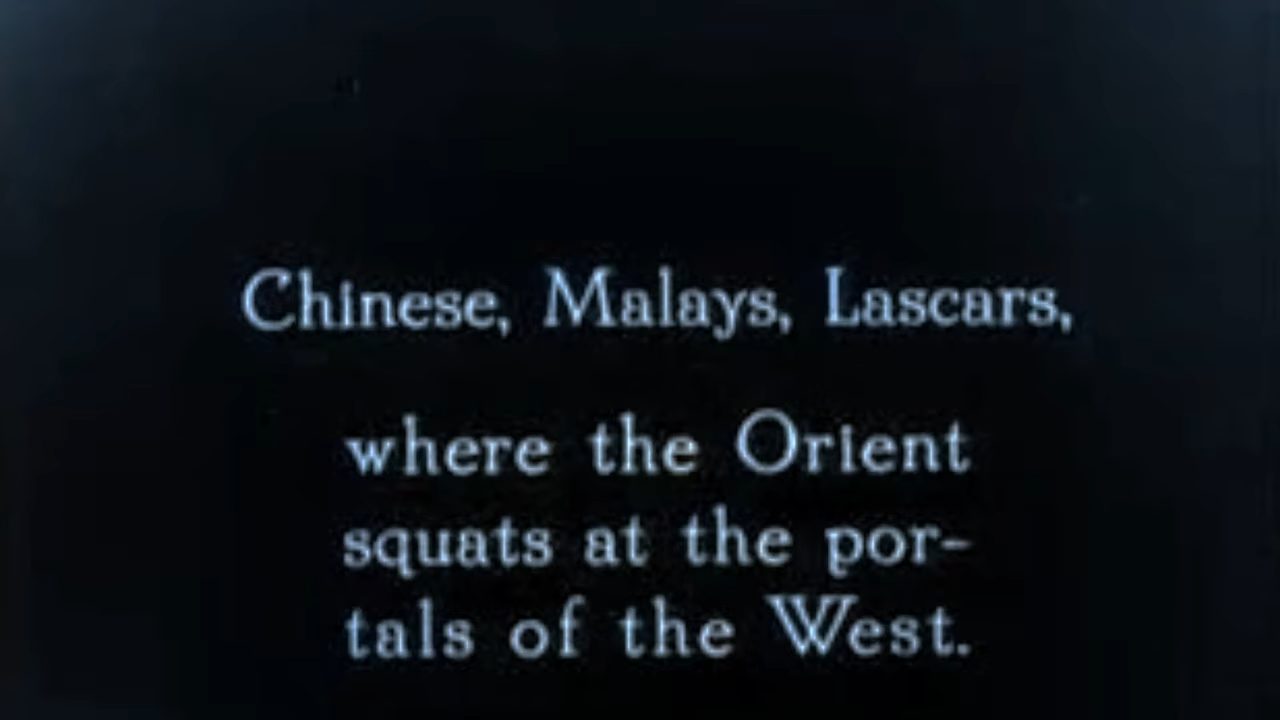 Chinese, Malays, Lascars,
where the Orient
squats at the por-
tals of the West.